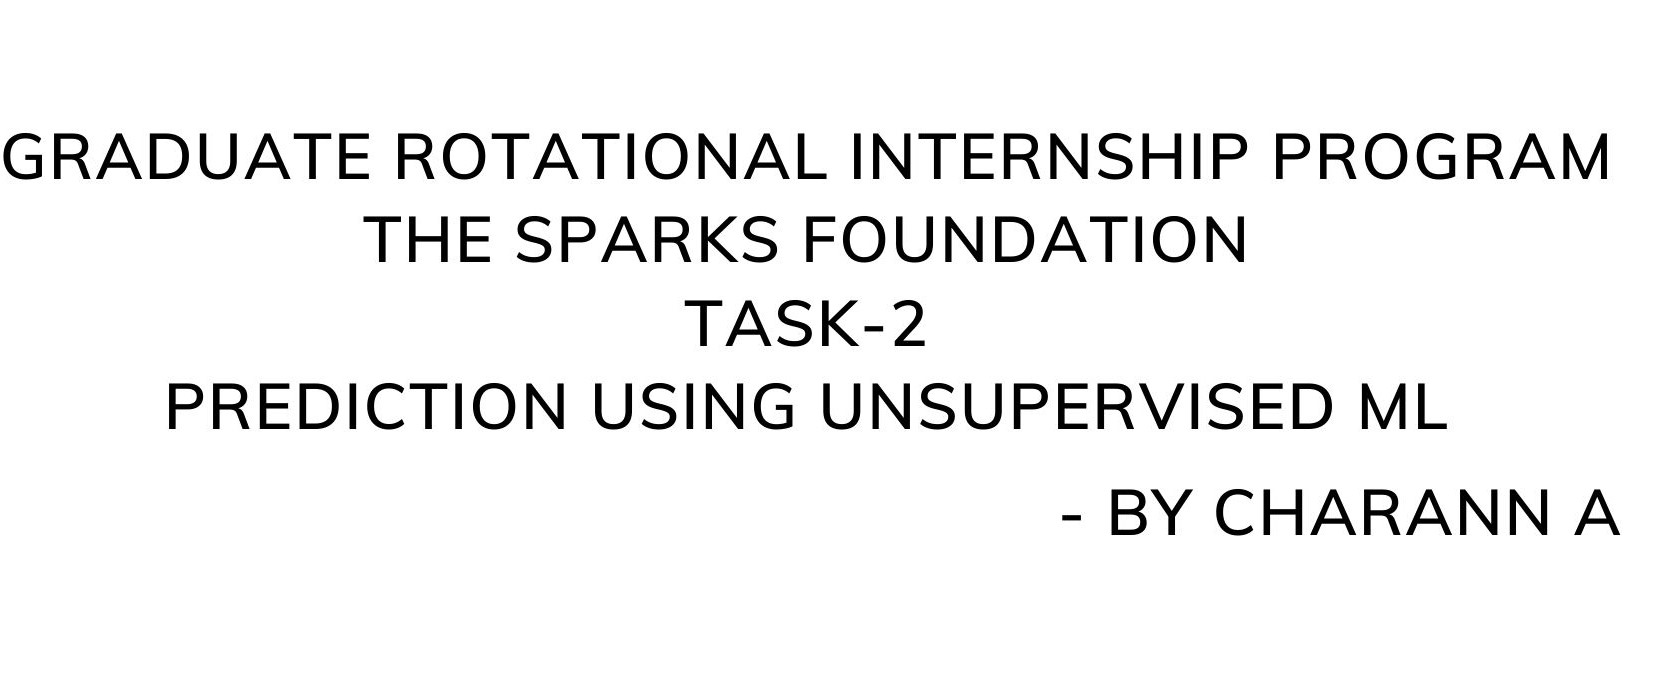 GRADUATE ROTATIONAL INTERNSHIP PROGRAM
THE SPARKS FOUNDATION
TASK-2
PREDICTION USING UNSUPERVISED ML
- BY CHARANN A